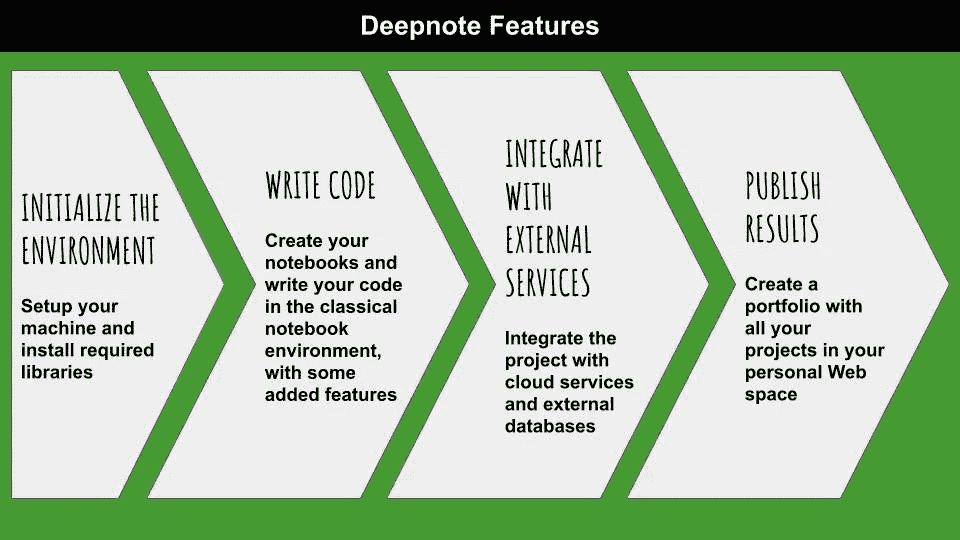 Deepnote Features
INITIALIZE THE
ENVIRONMENT
Setup your
machine and
install required
libraries
WRITE CODE
Create your
notebooks and
write your code
in the classical
notebook
environment,
with some
added features
INTEGRATE
WITH
EXTERNAL
SERVICES
Integrate the
project with
cloud services
and external
databases
PUBLISH
RESULTS
Create a
portfolio with
all your
projects in your
personal Web
space